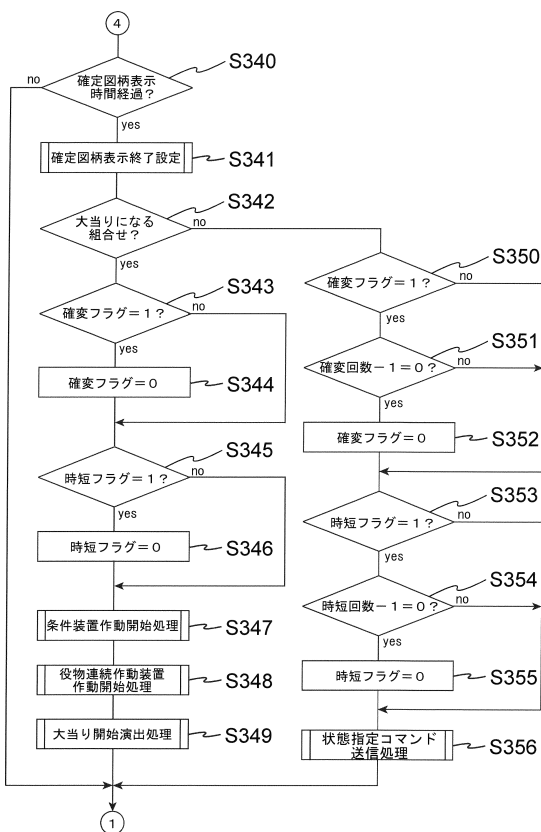 4
確定図柄表示
時間経過？
S340
no
yes
確定図柄表示終了設定
S341
大当りになる
組合せ？
S342
no
yes
確変フラグ＝１？
S343
no
yes
確変フラグ＝０
S344
時短フラグ＝１？
S345
no
yes
時短フラグ＝０
S346
条件装置作動開始処理
S347
役物連続作動装置
作動開始処理
S348
大当り開始演出処理
S349
確変フラグ＝１？
S350
no
yes
確変回数－１＝０？
S351
no
yes
確変フラグ＝０
S352
時短フラグ＝１？
S353
no
yes
時短回数－１＝０？
S354
no
yes
時短フラグ＝０
S355
状態指定コマンド
送信処理
S356
1